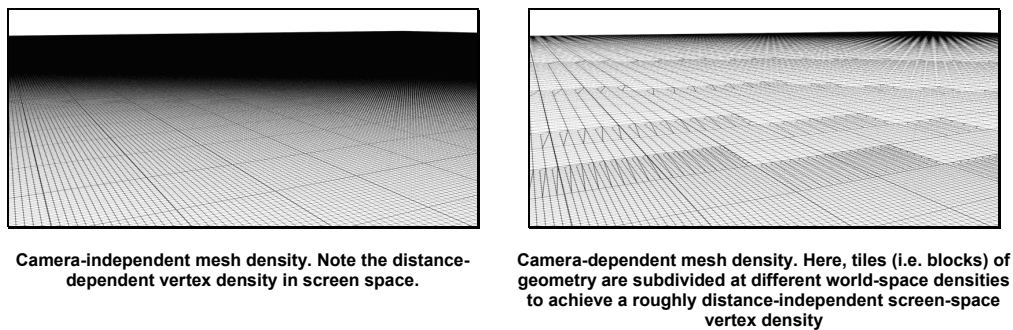 Camera-independent mesh density. Note the distance-
dependent vertex density in screen space.
Camera-dependent mesh density. Here, tiles (i.e. blocks) of
geometry are subdivided at different world-space densities
to achieve a roughly distance-independent screen-space
vertex density